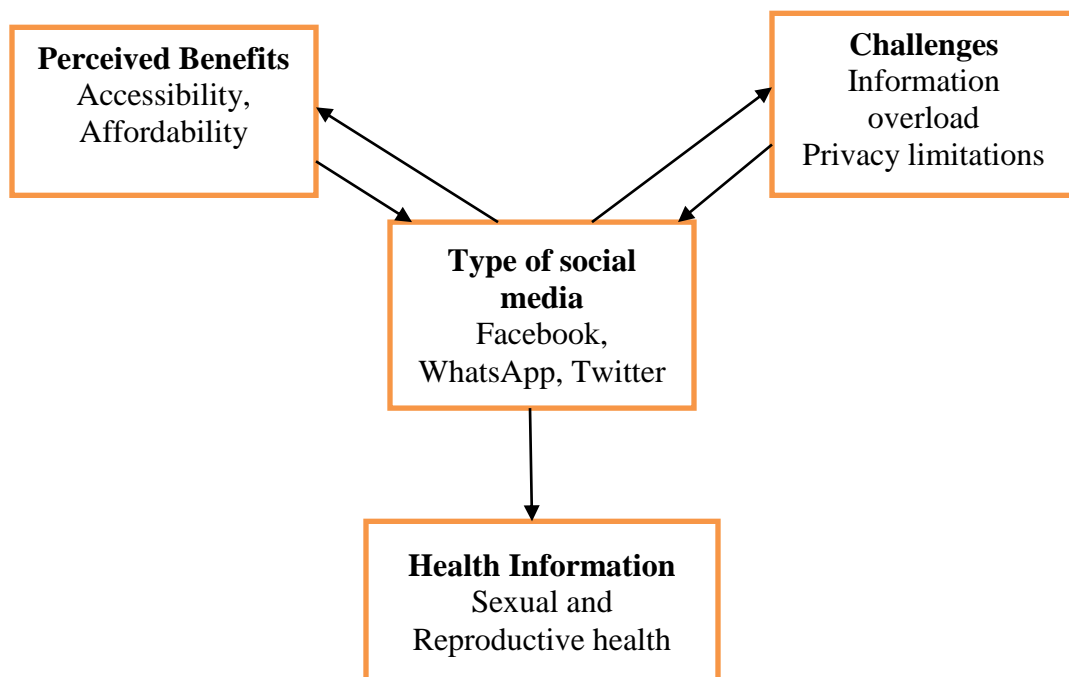 Perceived Benefits
Accessibility,
Affordability
Challenges
Information
overload
Privacy limitations
Type of social
media
Facebook,
WhatsApp, Twitter
Health Information
Sexual and
Reproductive health